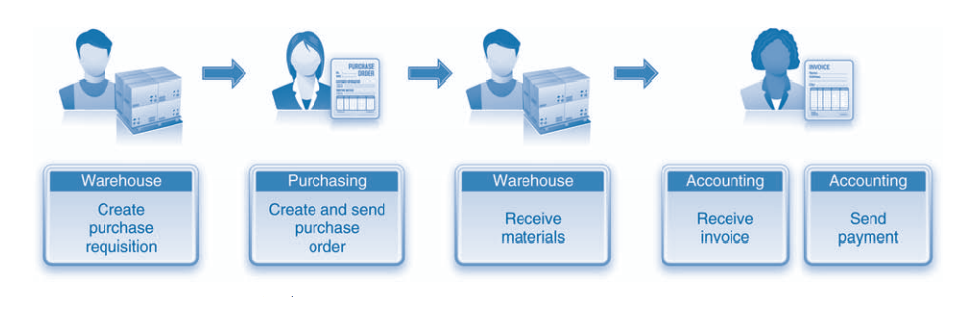 PURCHASE
ORDER
INVOICE
Warehouse
Create
purchase
requisition
Purchasing
Create and send
purchase
order
Warehouse
Receive
materials
Accounting
Receive
invoice
Accounting
Send
payment